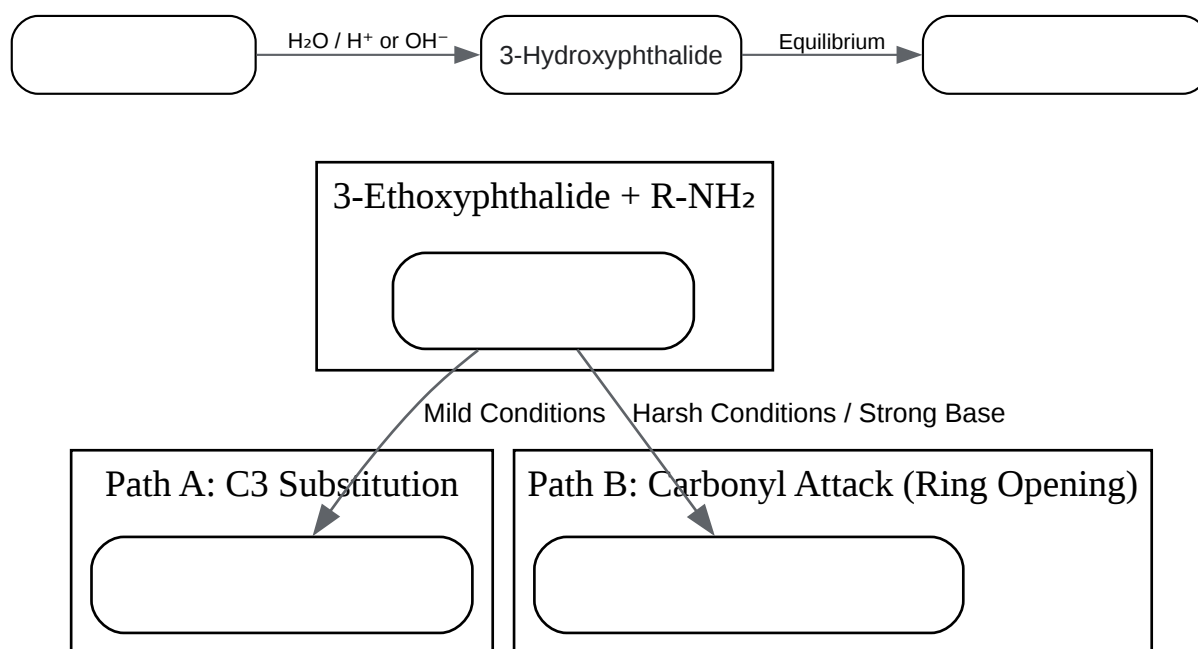 H₂O / H⁺ or OH⁻
3-Hydroxyphthalide
Equilibrium
3-Ethoxyphthalide + R-NH₂
Mild Conditions
Harsh Conditions / Strong Base
Path A: C3 Substitution
Path B: Carbonyl Attack (Ring Opening)